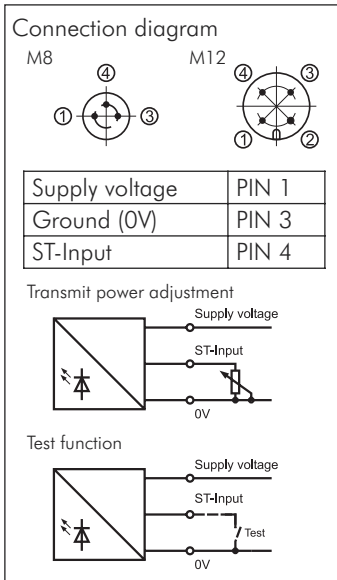 Connection diagram
M8 M12
④ ④ ③
① ③
① ②
Supply voltage PIN 1
Ground (0V) PIN 3
ST-Input PIN 4
Transmit power adjustment
Supply voltage
ST-Input
0V
Test function
Supply voltage
ST-Input
Test
0V